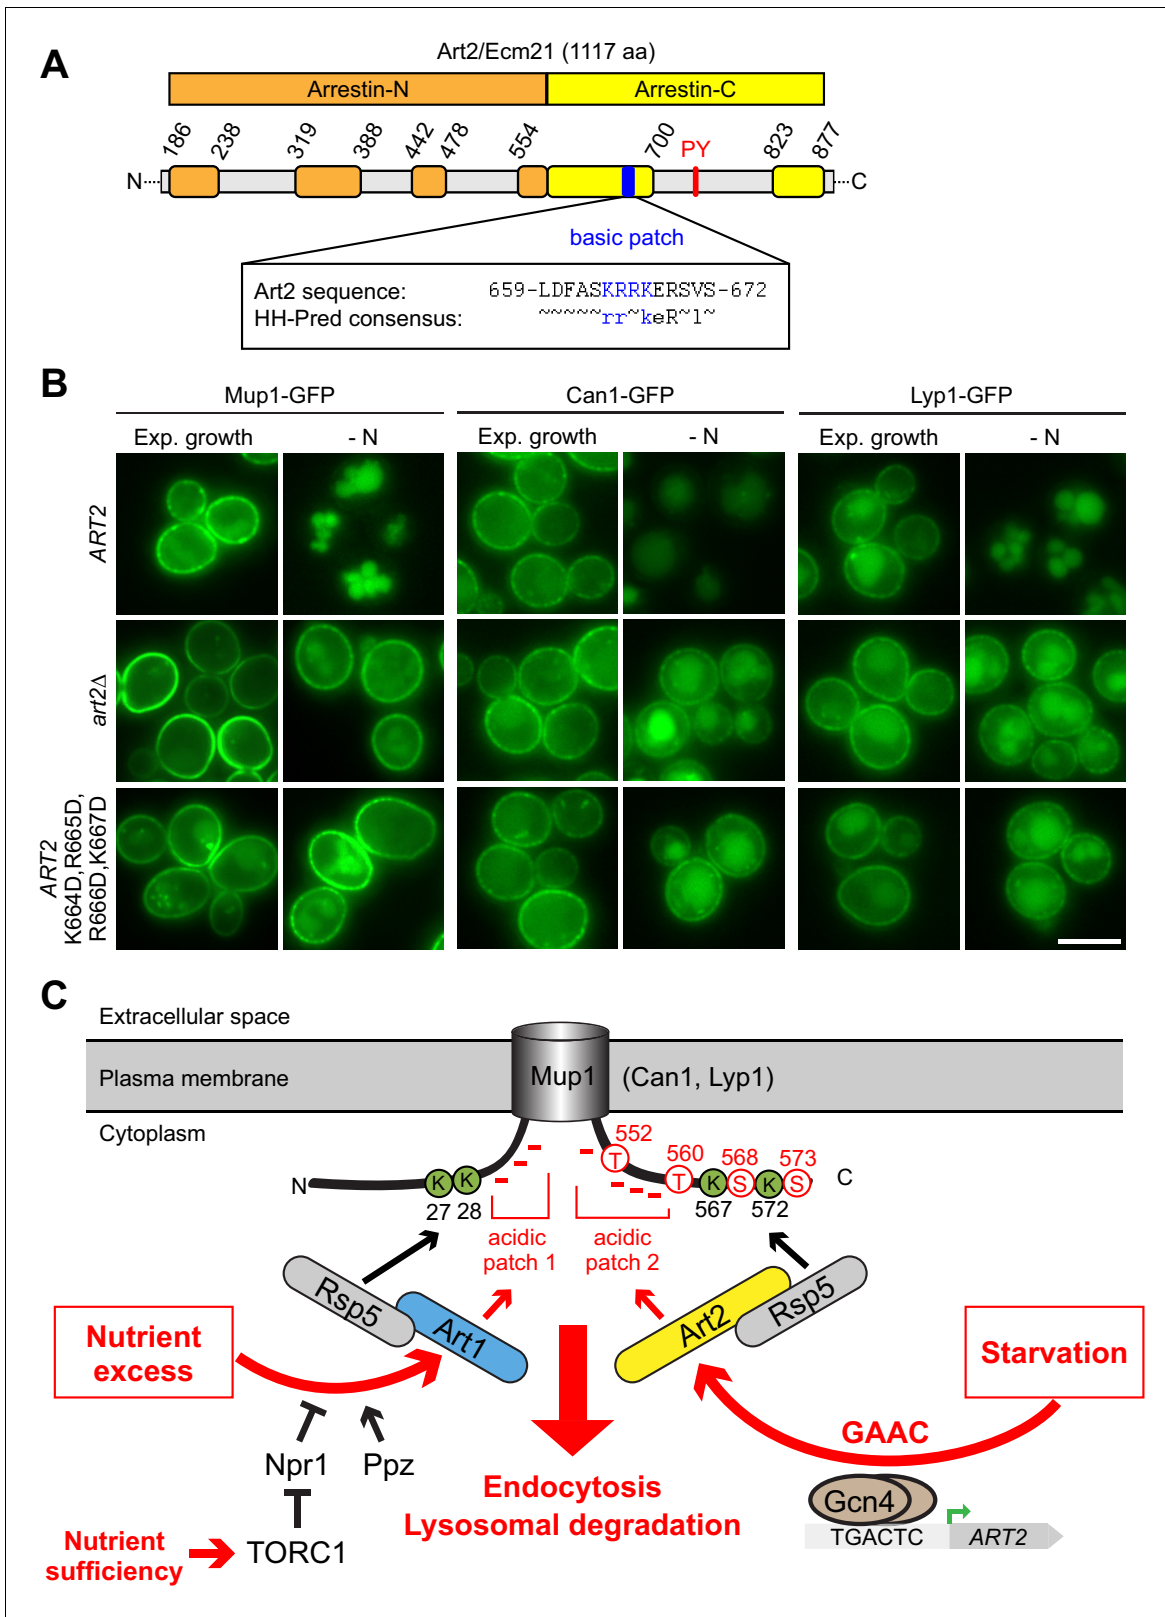 A
Art2/Ecm21 (1117 aa)
Arrestin-N Arrestin-C
186 238 319 388 442 478 554 700 PY 823 877
N C
basic patch
Art2 sequence: 659-LDFASKRRKERSVS-672
HH-Pred consensus: ~~~~~rr~keR~l~
B
Mup1-GFP Can1-GFP Lyp1-GFP
Exp. growth - N Exp. growth - N Exp. growth - N
ART2
art2Δ
ART2
K664D,R665D,
R666D,K667D
C
Extracellular space
Plasma membrane Mup1 (Can1, Lyp1)
Cytoplasm
552
T
560 568 573
N K K T K S K S C
27 28 567 572
acidic acidic
patch 1 patch 2
Rsp5 Art1 Art2 Rsp5
Nutrient
excess
Starvation
GAAC
Npr1 Ppz
Endocytosis
Lysosomal degradation
Gcn4
Nutrient
sufficiency
TORC1
TGACTC ART2